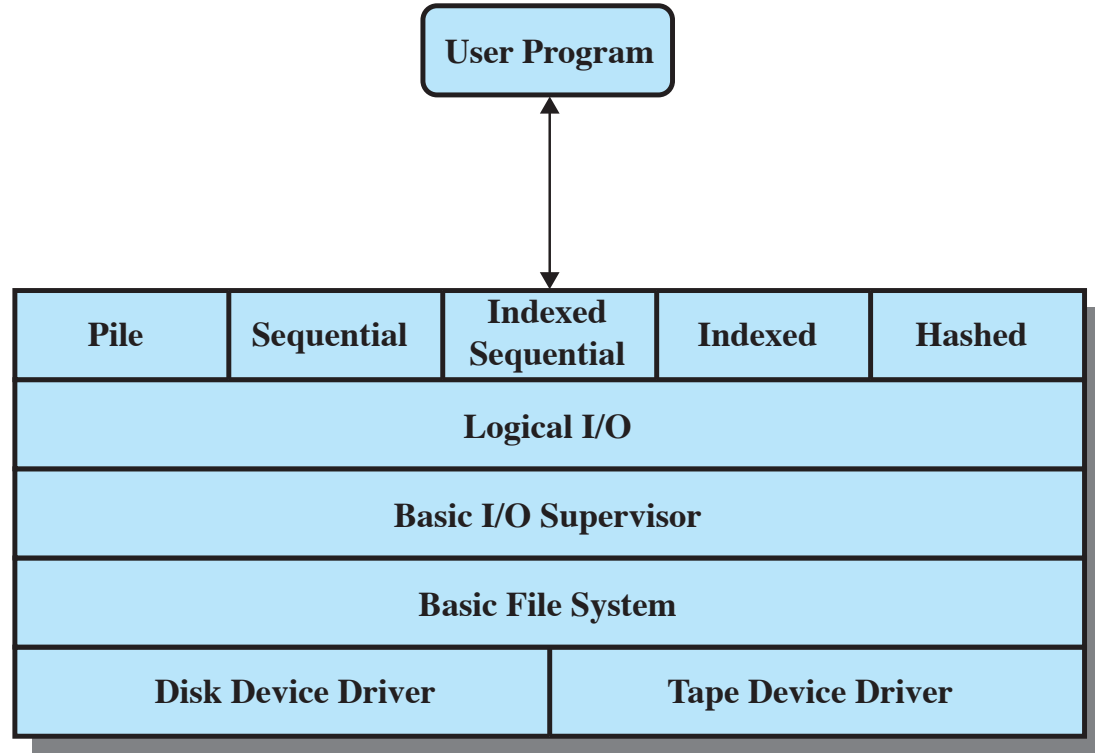 User Program
Pile
Sequential
Indexed
Sequential
Indexed
Hashed
Logical I/O
Basic I/O Supervisor
Basic File System
Disk Device Driver
Tape Device Driver